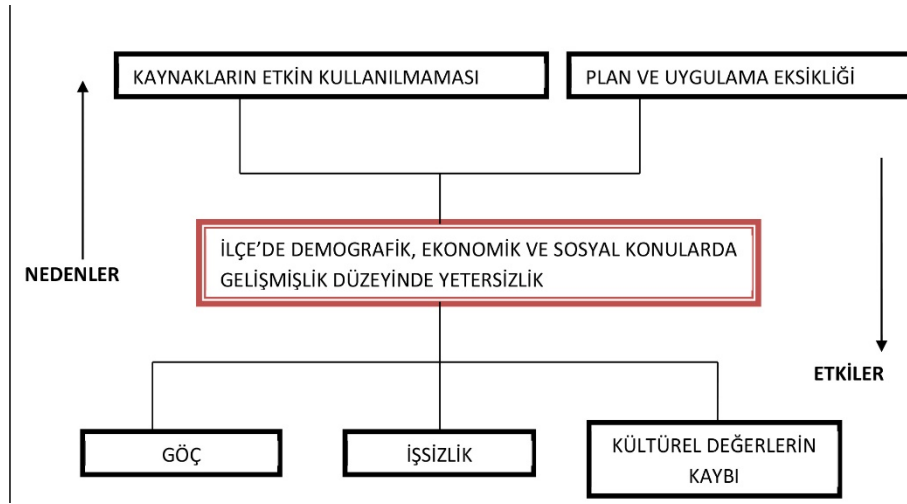 KAYNAKLARIN ETKİN KULLANILMAMASI
PLAN VE UYGULAMA EKSİKLİĞİ
İLÇE’DE DEMOGRAFİK, EKONOMİK VE SOSYAL KONULARDA
GELİŞMİŞLİK DÜZEYİNDE YETERSİZLİK
NEDENLER
ETKİLER
GÖÇ
İŞSİZLİK
KÜLTÜREL DEĞERLERİN
KAYBI